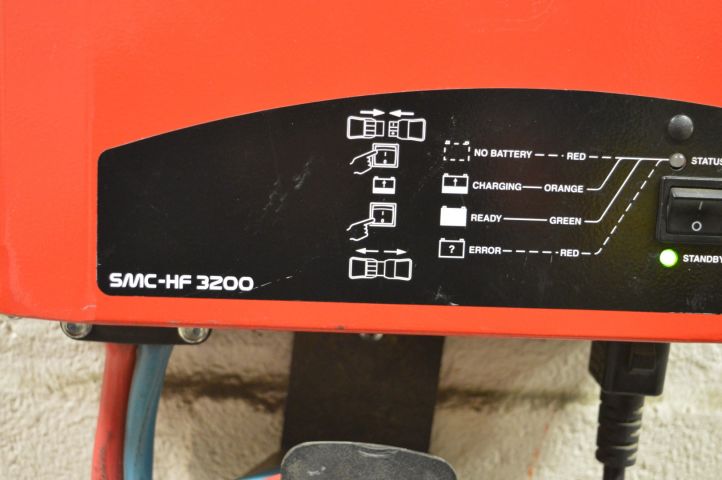 NO BATTERY RED
CHARGING ORANGE
READY GREEN
? ERROR RED
STATUS
I
O
STANDBY
SMC-HF 3200